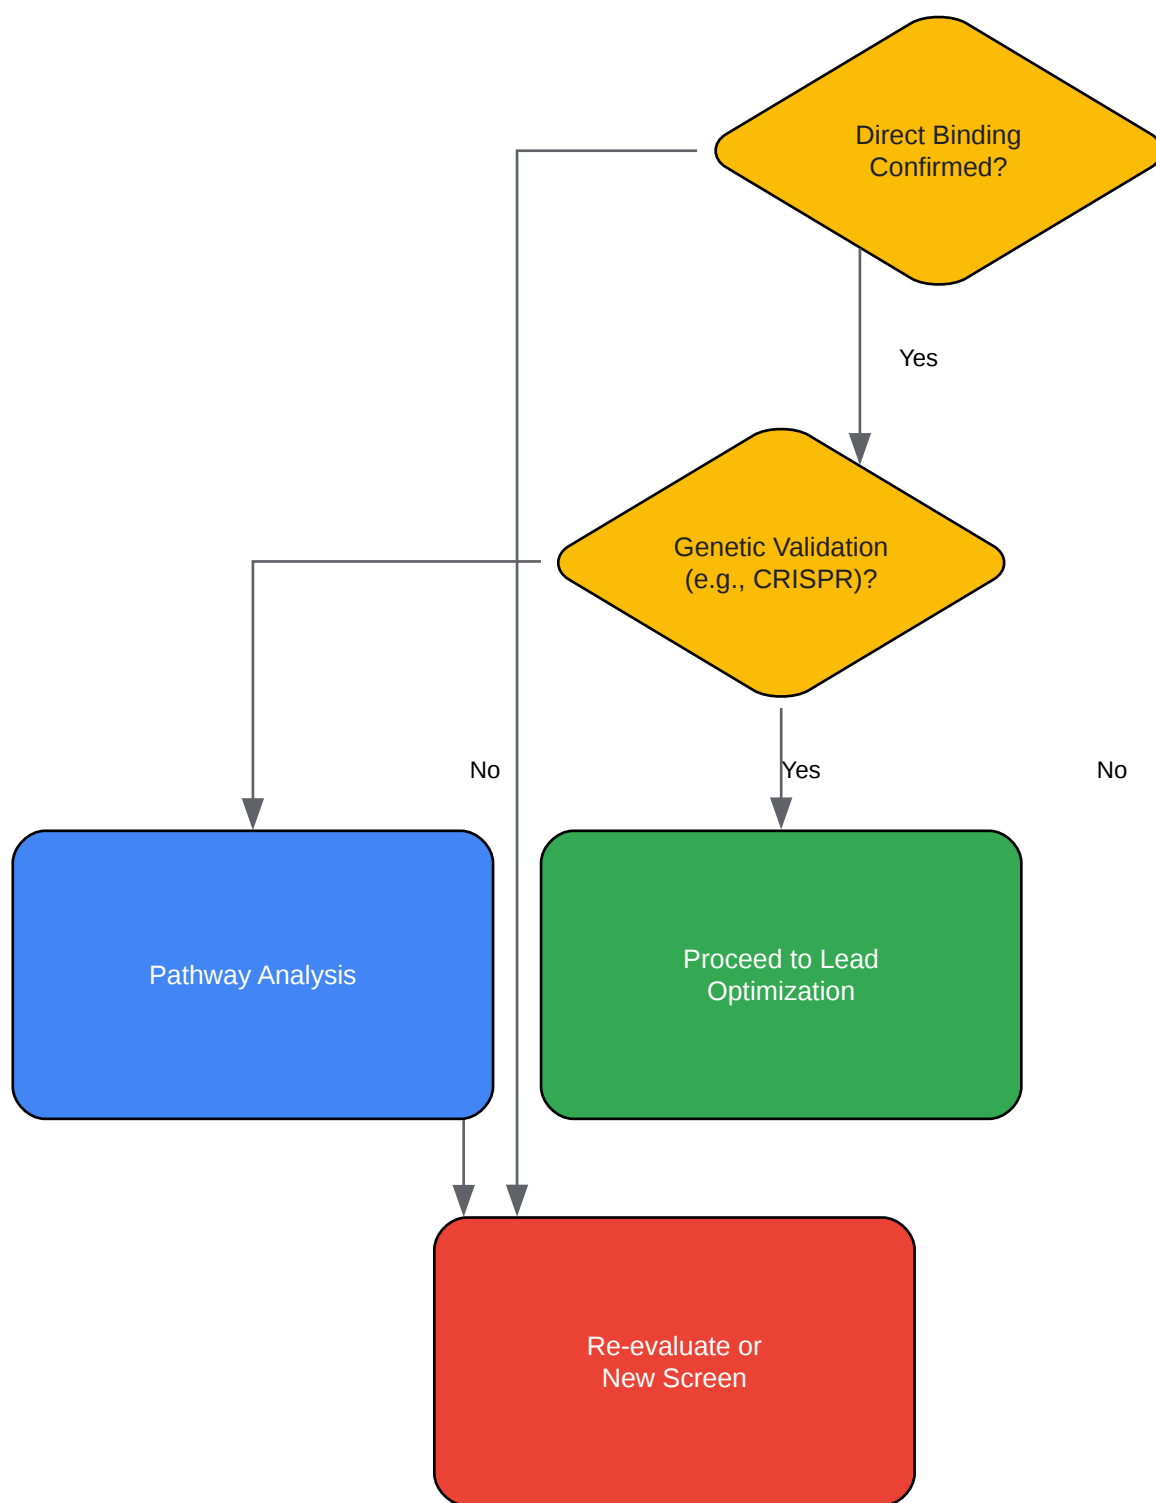 Direct Binding
Confirmed?
Yes
Genetic Validation
(e.g., CRISPR)?
No
Yes
No
Pathway Analysis
Proceed to Lead
Optimization
Re-evaluate or
New Screen